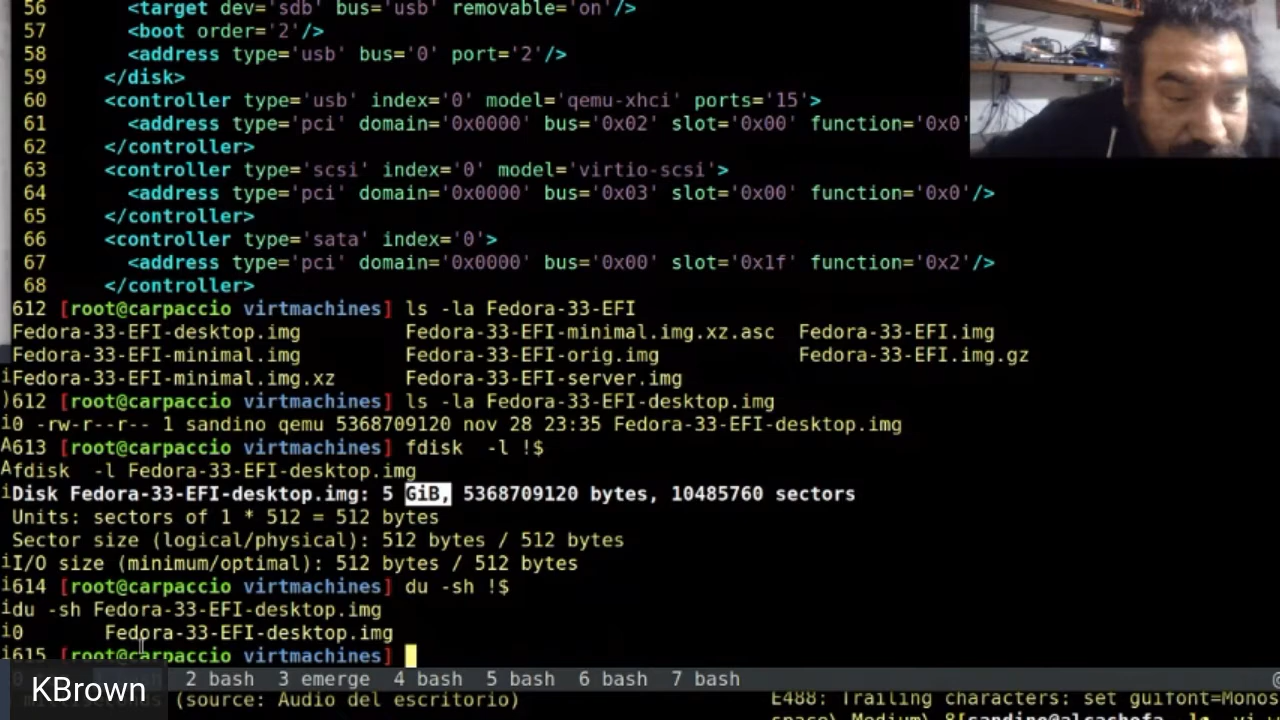 56       <target dev='sdb' bus='usb' removable='on'/>
57       <boot order='2'/>
58       <address type='usb' bus='0' port='2'/>
59     </disk>
60     <controller type='usb' index='0' model='qemu-xhci' ports='15'>
61       <address type='pci' domain='0x0000' bus='0x02' slot='0x00' function='0x0'
62     </controller>
63     <controller type='scsi' index='0' model='virtio-scsi'>
64       <address type='pci' domain='0x0000' bus='0x03' slot='0x00' function='0x0'/>
65     </controller>
66     <controller type='sata' index='0'>
67       <address type='pci' domain='0x0000' bus='0x00' slot='0x1f' function='0x2'/>
68     </controller>
612 [root@carpaccio virtmachines] ls -la Fedora-33-EFI
Fedora-33-EFI-desktop.img         Fedora-33-EFI-minimal.img.xz.asc  Fedora-33-EFI.img
Fedora-33-EFI-minimal.img         Fedora-33-EFI-orig.img            Fedora-33-EFI.img.gz
iFedora-33-EFI-minimal.img.xz      Fedora-33-EFI-server.img
)612 [root@carpaccio virtmachines] ls -la Fedora-33-EFI-desktop.img
i0 -rw-r--r-- 1 sandino qemu 5368709120 nov 28 23:35 Fedora-33-EFI-desktop.img
A613 [root@carpaccio virtmachines] fdisk  -l !$
Afdisk  -l Fedora-33-EFI-desktop.img
iDisk Fedora-33-EFI-desktop.img: 5 GiB, 5368709120 bytes, 10485760 sectors
Units: sectors of 1 * 512 = 512 bytes
Sector size (logical/physical): 512 bytes / 512 bytes
iI/O size (minimum/optimal): 512 bytes / 512 bytes
i614 [root@carpaccio virtmachines] du -sh !$
idu -sh Fedora-33-EFI-desktop.img
i0       Fedora-33-EFI-desktop.img
i615 [root@carpaccio virtmachines]
2 bash  3 emerge  4 bash  5 bash  6 bash  7 bash
KBrown
(source: Audio del escritorio)
E488: Trailing characters: set guifont=Monos